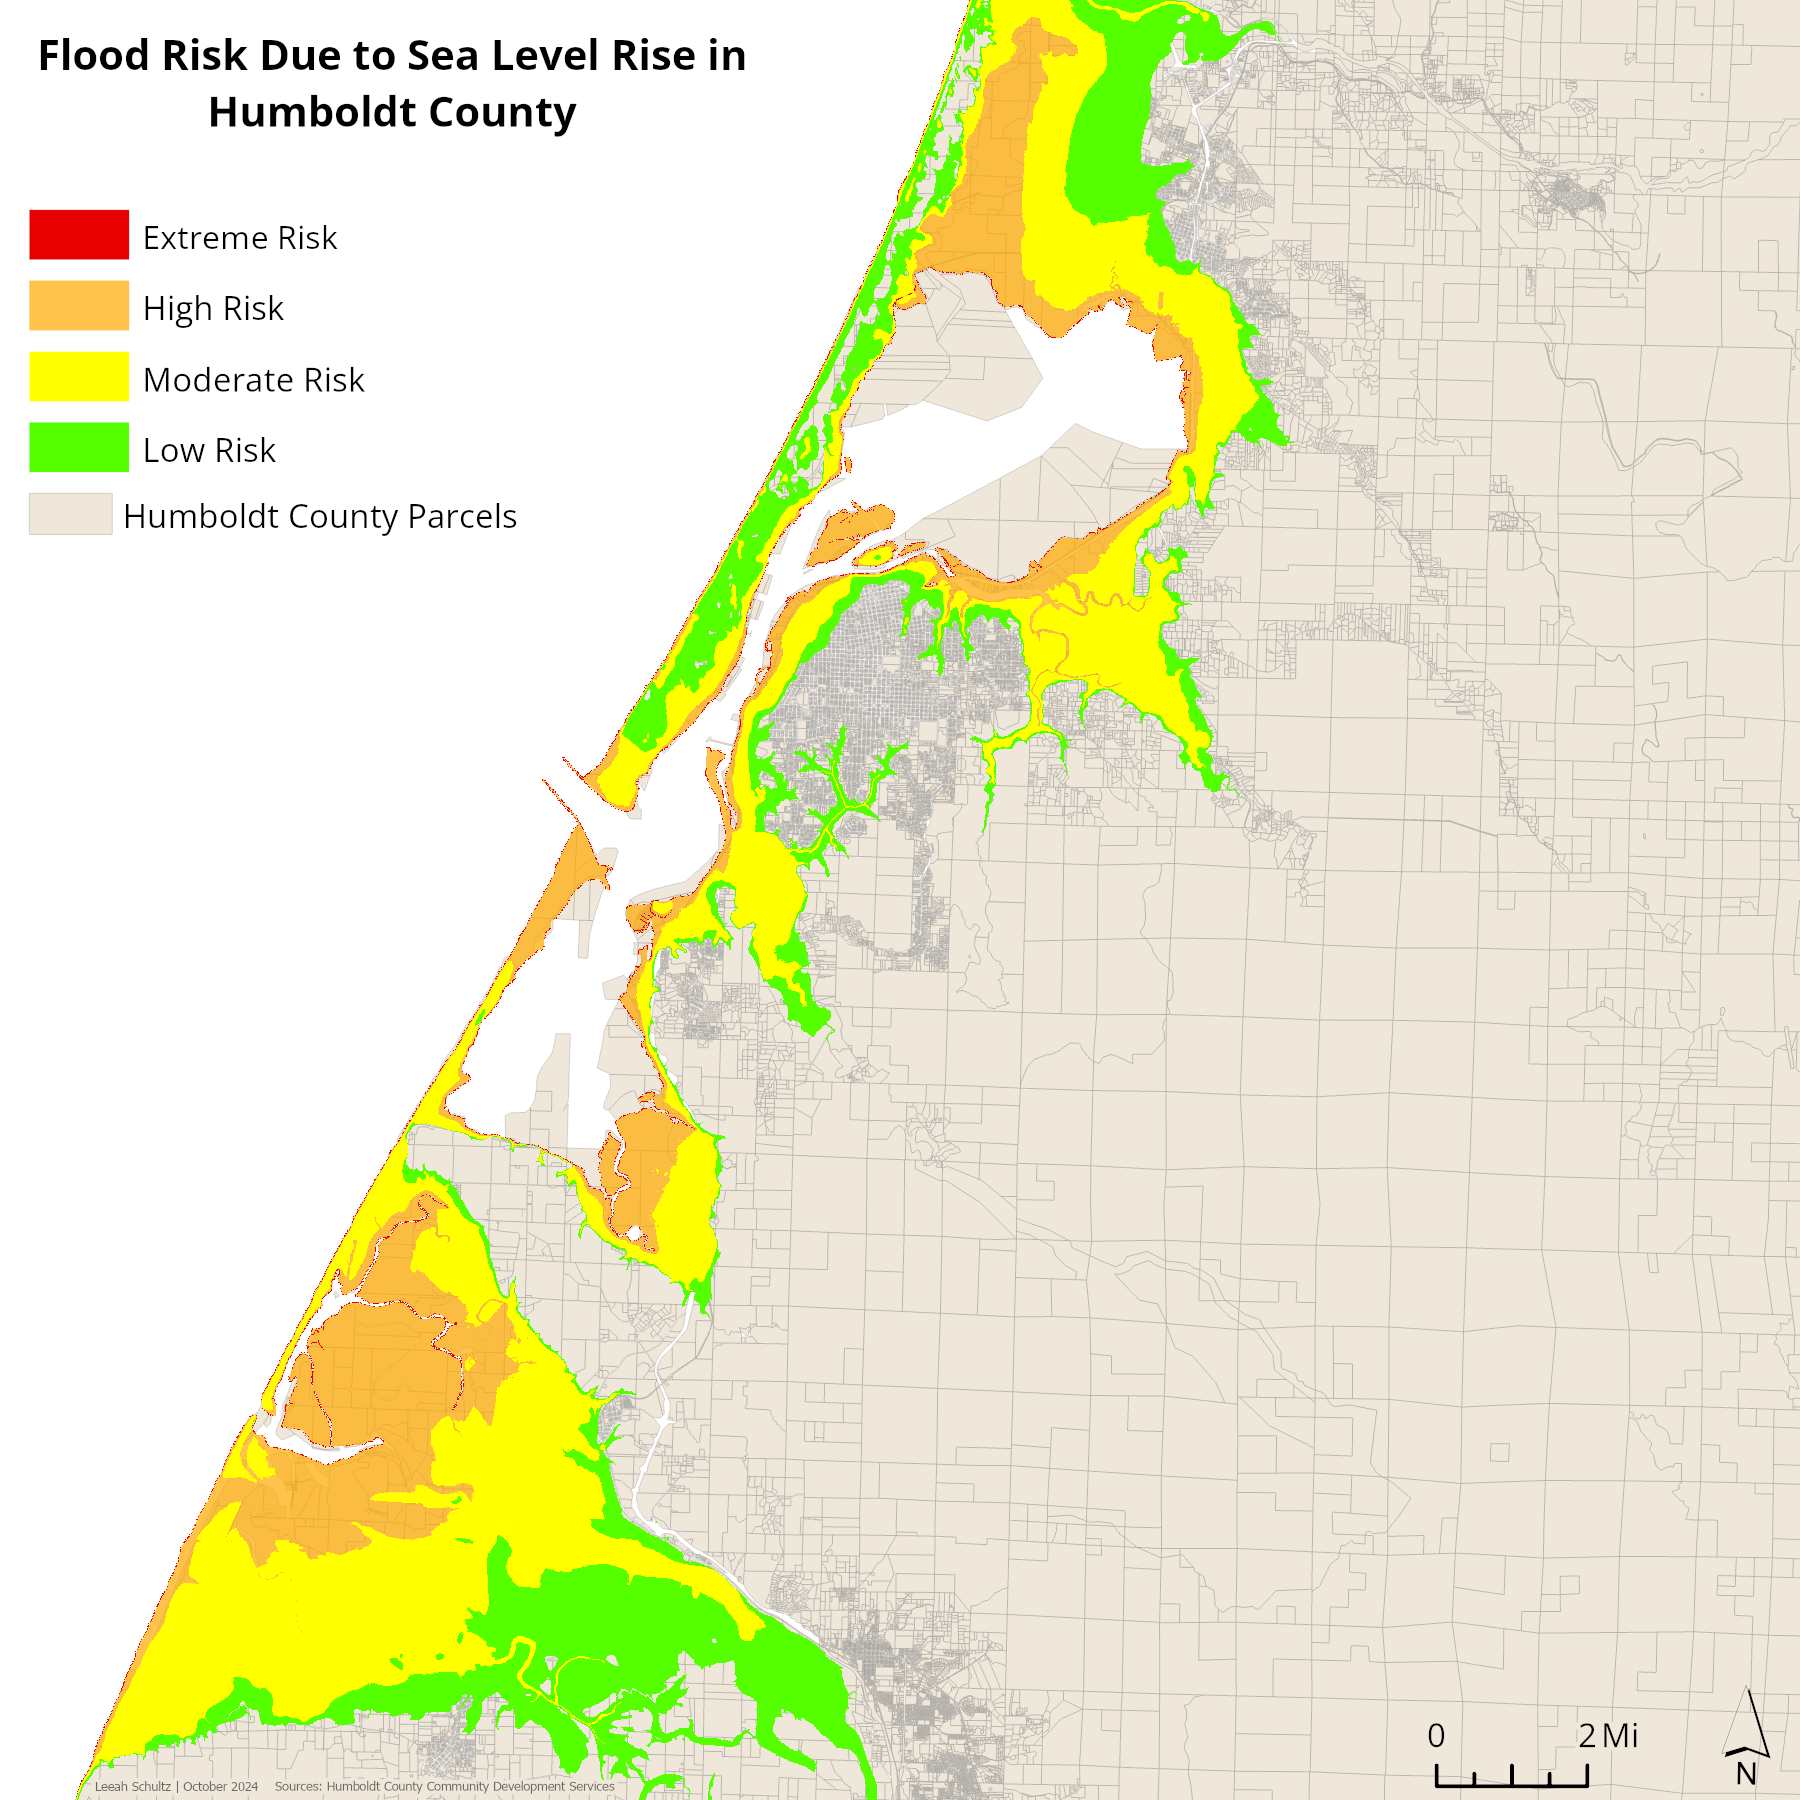 Flood Risk Due to Sea Level Rise in
Humboldt County
Extreme Risk
High Risk
Moderate Risk
Low Risk
Humboldt County Parcels
0 2 Mi
N
Leeah Schultz | October 2024 Sources: Humboldt County Community Development Services